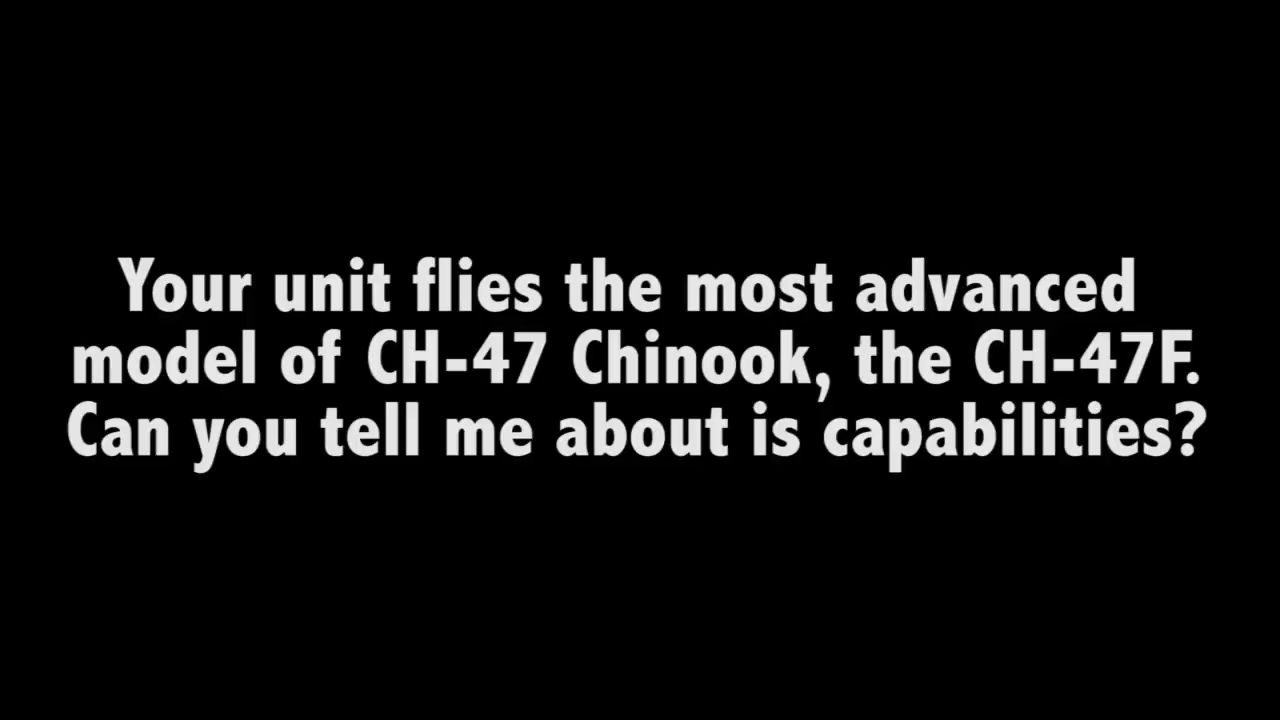 Your unit flies the most advanced
model of CH-47 Chinook, the CH-47F.
Can you tell me about is capabilities?